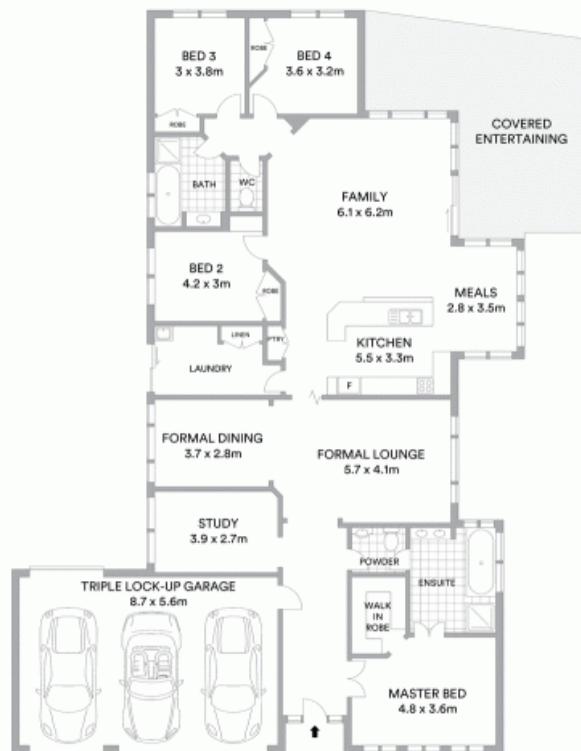 BED 3
3 x 3.8m
ROBE
BED 4
3.6 x 3.2m
ROBE
COVERED
ENTERTAINING
BATH
WC
FAMILY
6.1 x 6.2m
BED 2
4.2 x 3m
ROBE
MEALS
2.8 x 3.5m
LINEN
PTRY
KITCHEN
5.5 x 3.3m
F
LAUNDRY
FORMAL DINING
3.7 x 2.8m
FORMAL LOUNGE
5.7 x 4.1m
STUDY
3.9 x 2.7m
POWDER
ENSUITE
TRIPLE LOCK-UP GARAGE
8.7 x 5.6m
WALK
IN
ROBE
MASTER BED
4.8 x 3.6m